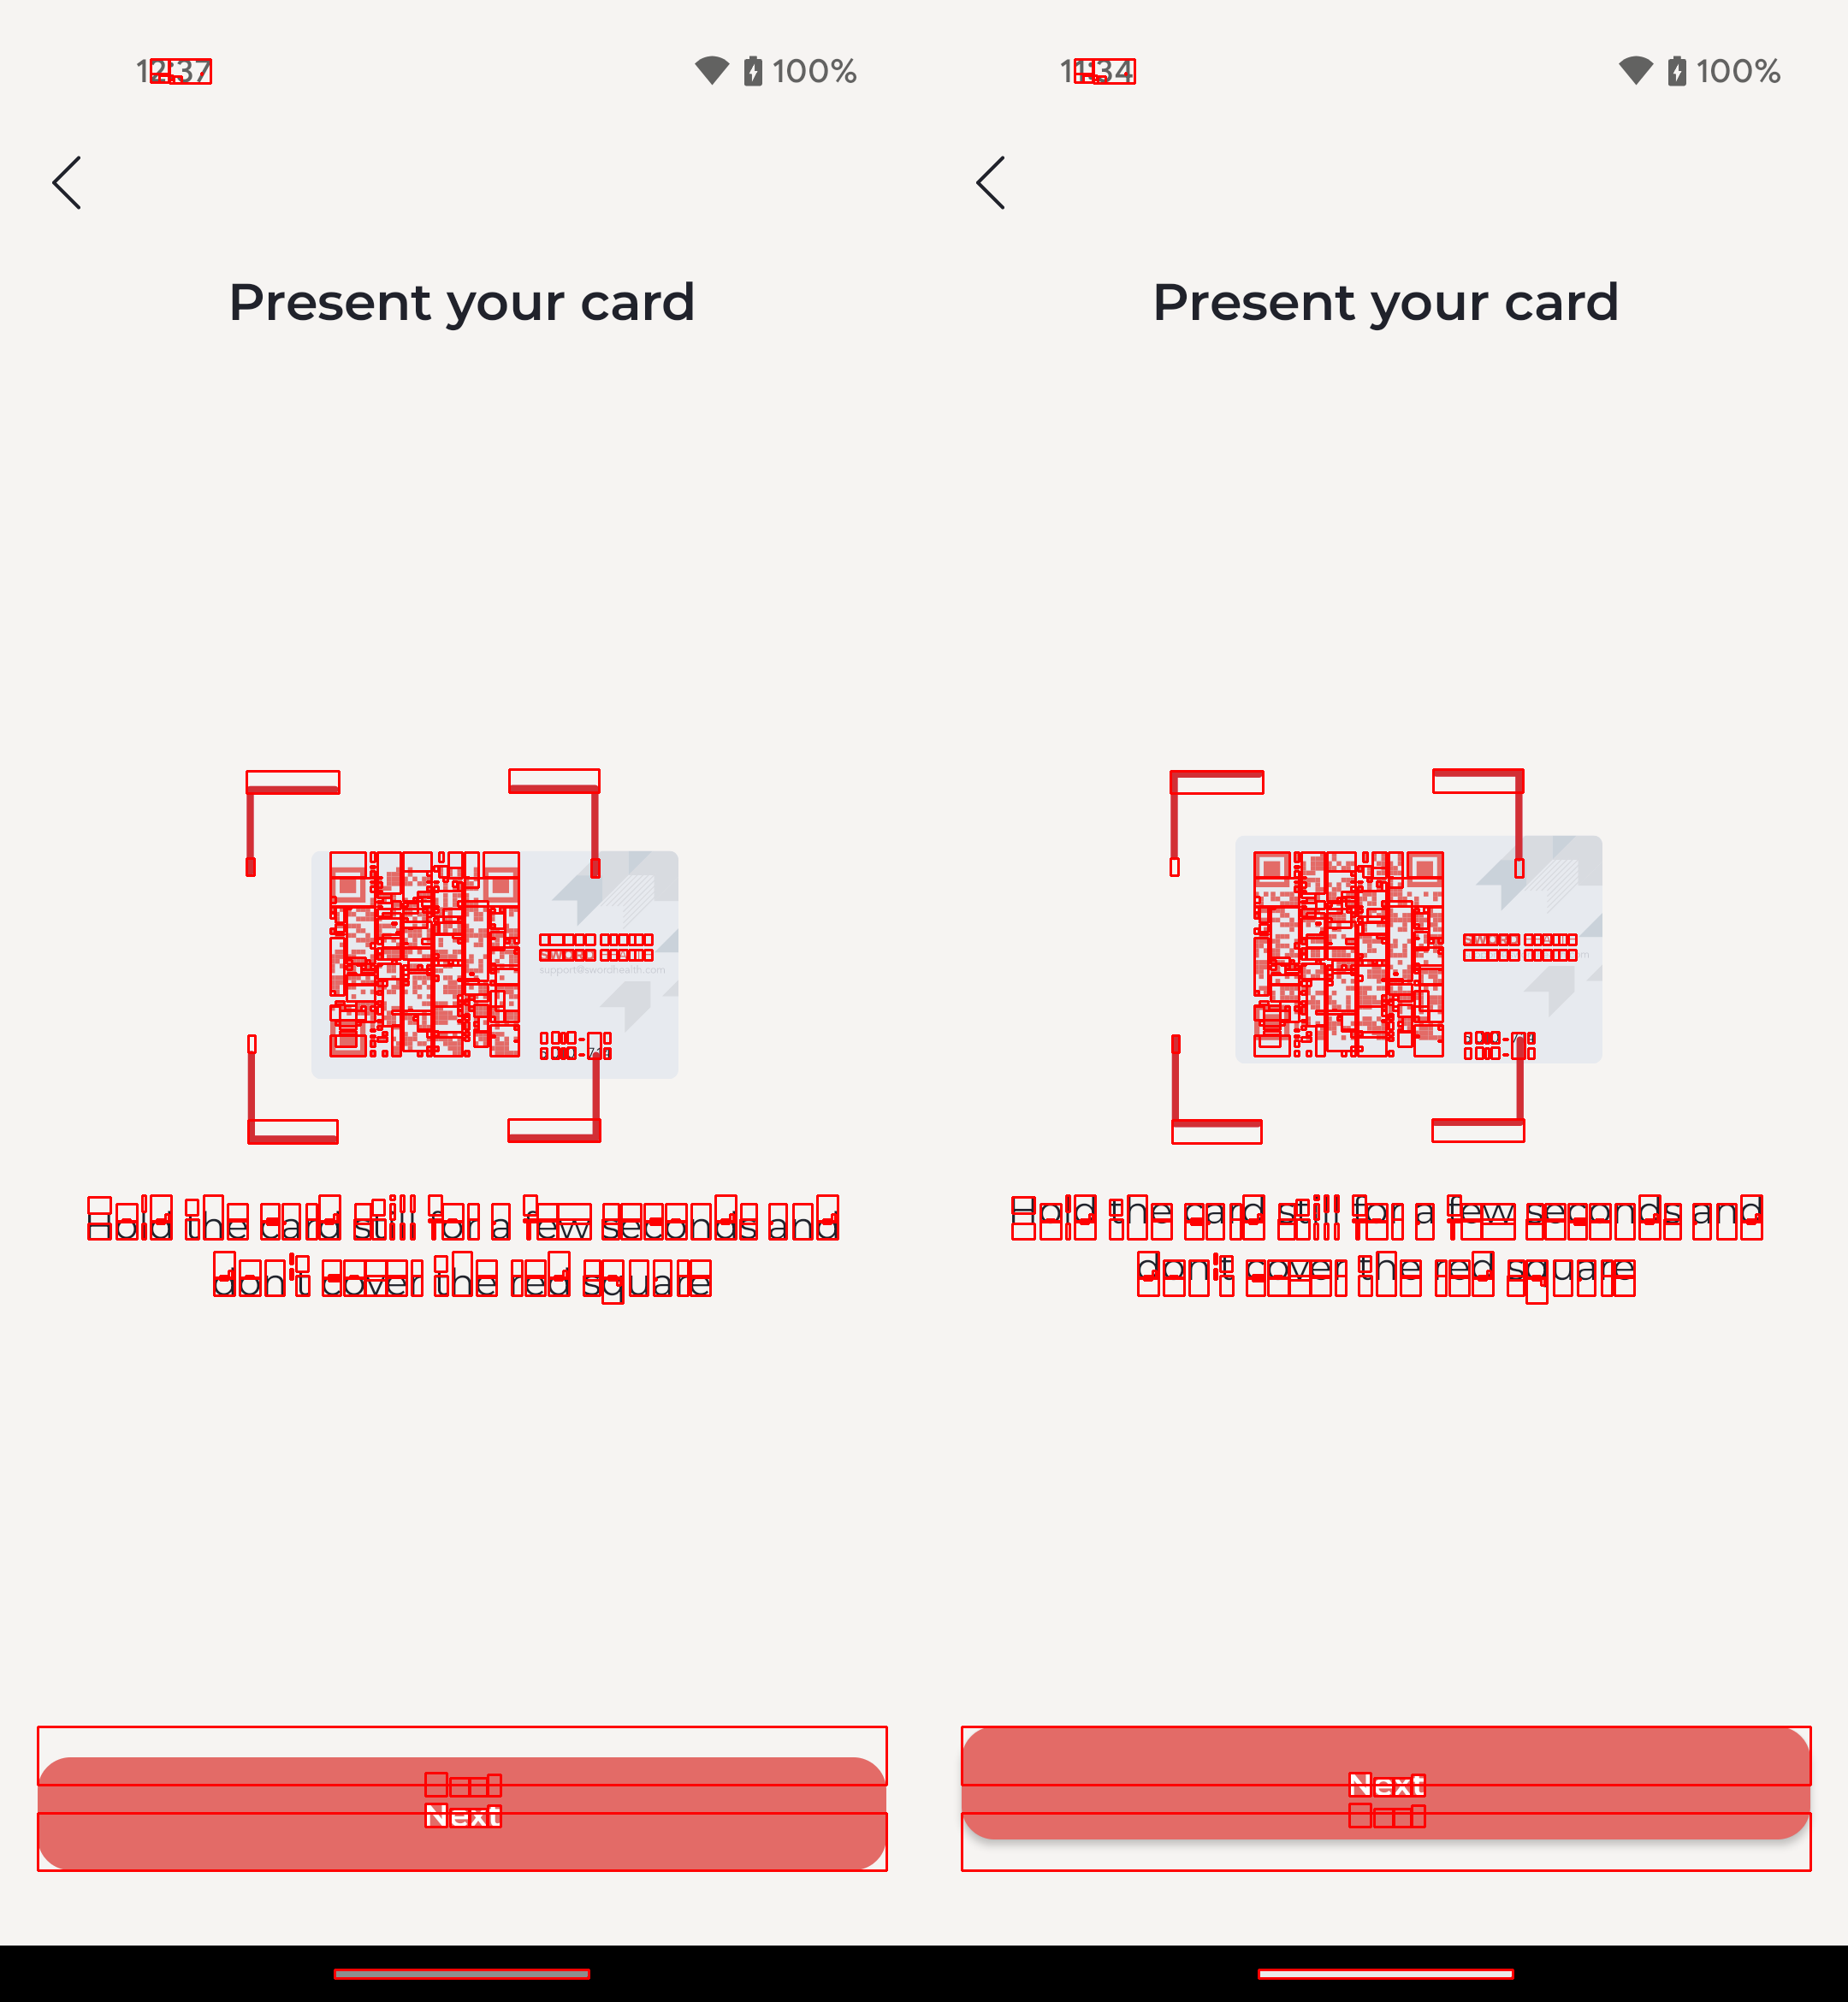 12:37
100%
Present your card
support@swordhealth.com
Hold the card still for a few seconds and
don't cover the red square
Next
11:34
100%
Present your card
Hold the card still for a few seconds and
don't cover the red square
Next